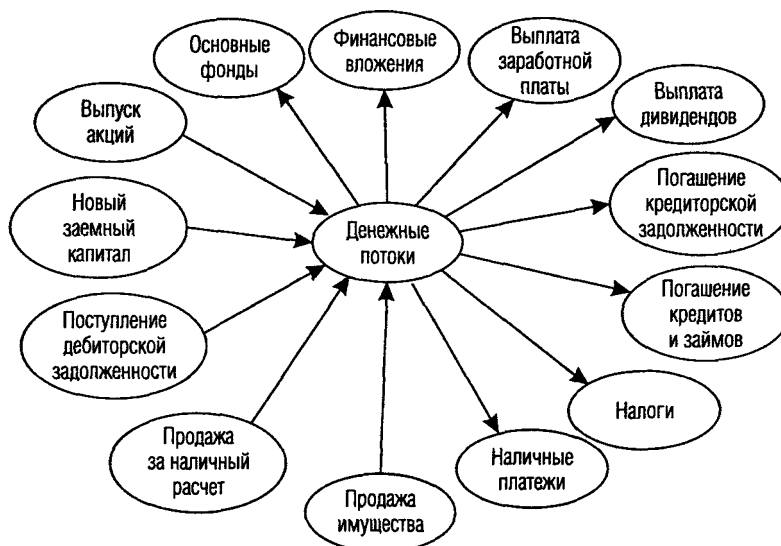 Основные
фонды
Финансовые
вложения
Выплата
заработной
платы
Выплата
дивидендов
Выпуск
акций
Новый
заемный
капитал
Денежные
потоки
Погашение
кредиторской
задолженности
Поступление
дебиторской
задолженности
Погашение
кредитов
и займов
Продажа
за наличный
расчет
Продажа
имущества
Наличные
платежи
Налоги